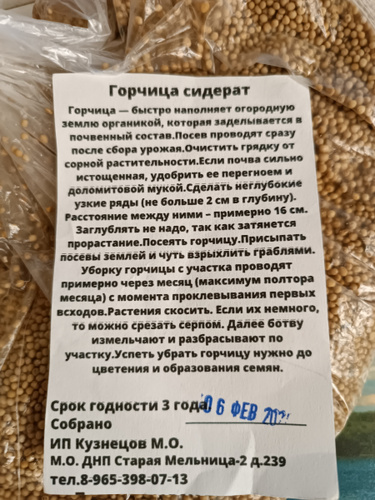 Горчица сидерат
Горчица — быстро наполняет огородную
землю органикой, которая заделывается в
почвенный состав.Посев проводят сразу
после сбора урожая.Очистить грядку от
сорной растительности.Если почва сильно
истощенная, удобрить ее перегноем и
доломитовой мукой.Сделать неглубокие
узкие ряды (не больше 2 см в глубину).
Расстояние между ними – примерно 16 см.
Заглублять не надо, так как затянется
прорастание.Посеять горчицу.Присыпать
посевы землей и чуть взрыхлить граблями.
Уборку горчицы с участка проводят
примерно через месяц (максимум полтора
месяца) с момента проклевывания первых
всходов.Растения скосить. Если их немного,
то можно срезать серпом. Далее ботву
измельчают и разбрасывают по
участку.Успеть убрать горчицу нужно до
цветения и образования семян.
Срок годности 3 года 06 ФЕВ
Собрано
ИП Кузнецов М.О.
М.О. ДНП Старая Мельница-2 д.239
тел.8-965-398-07-13